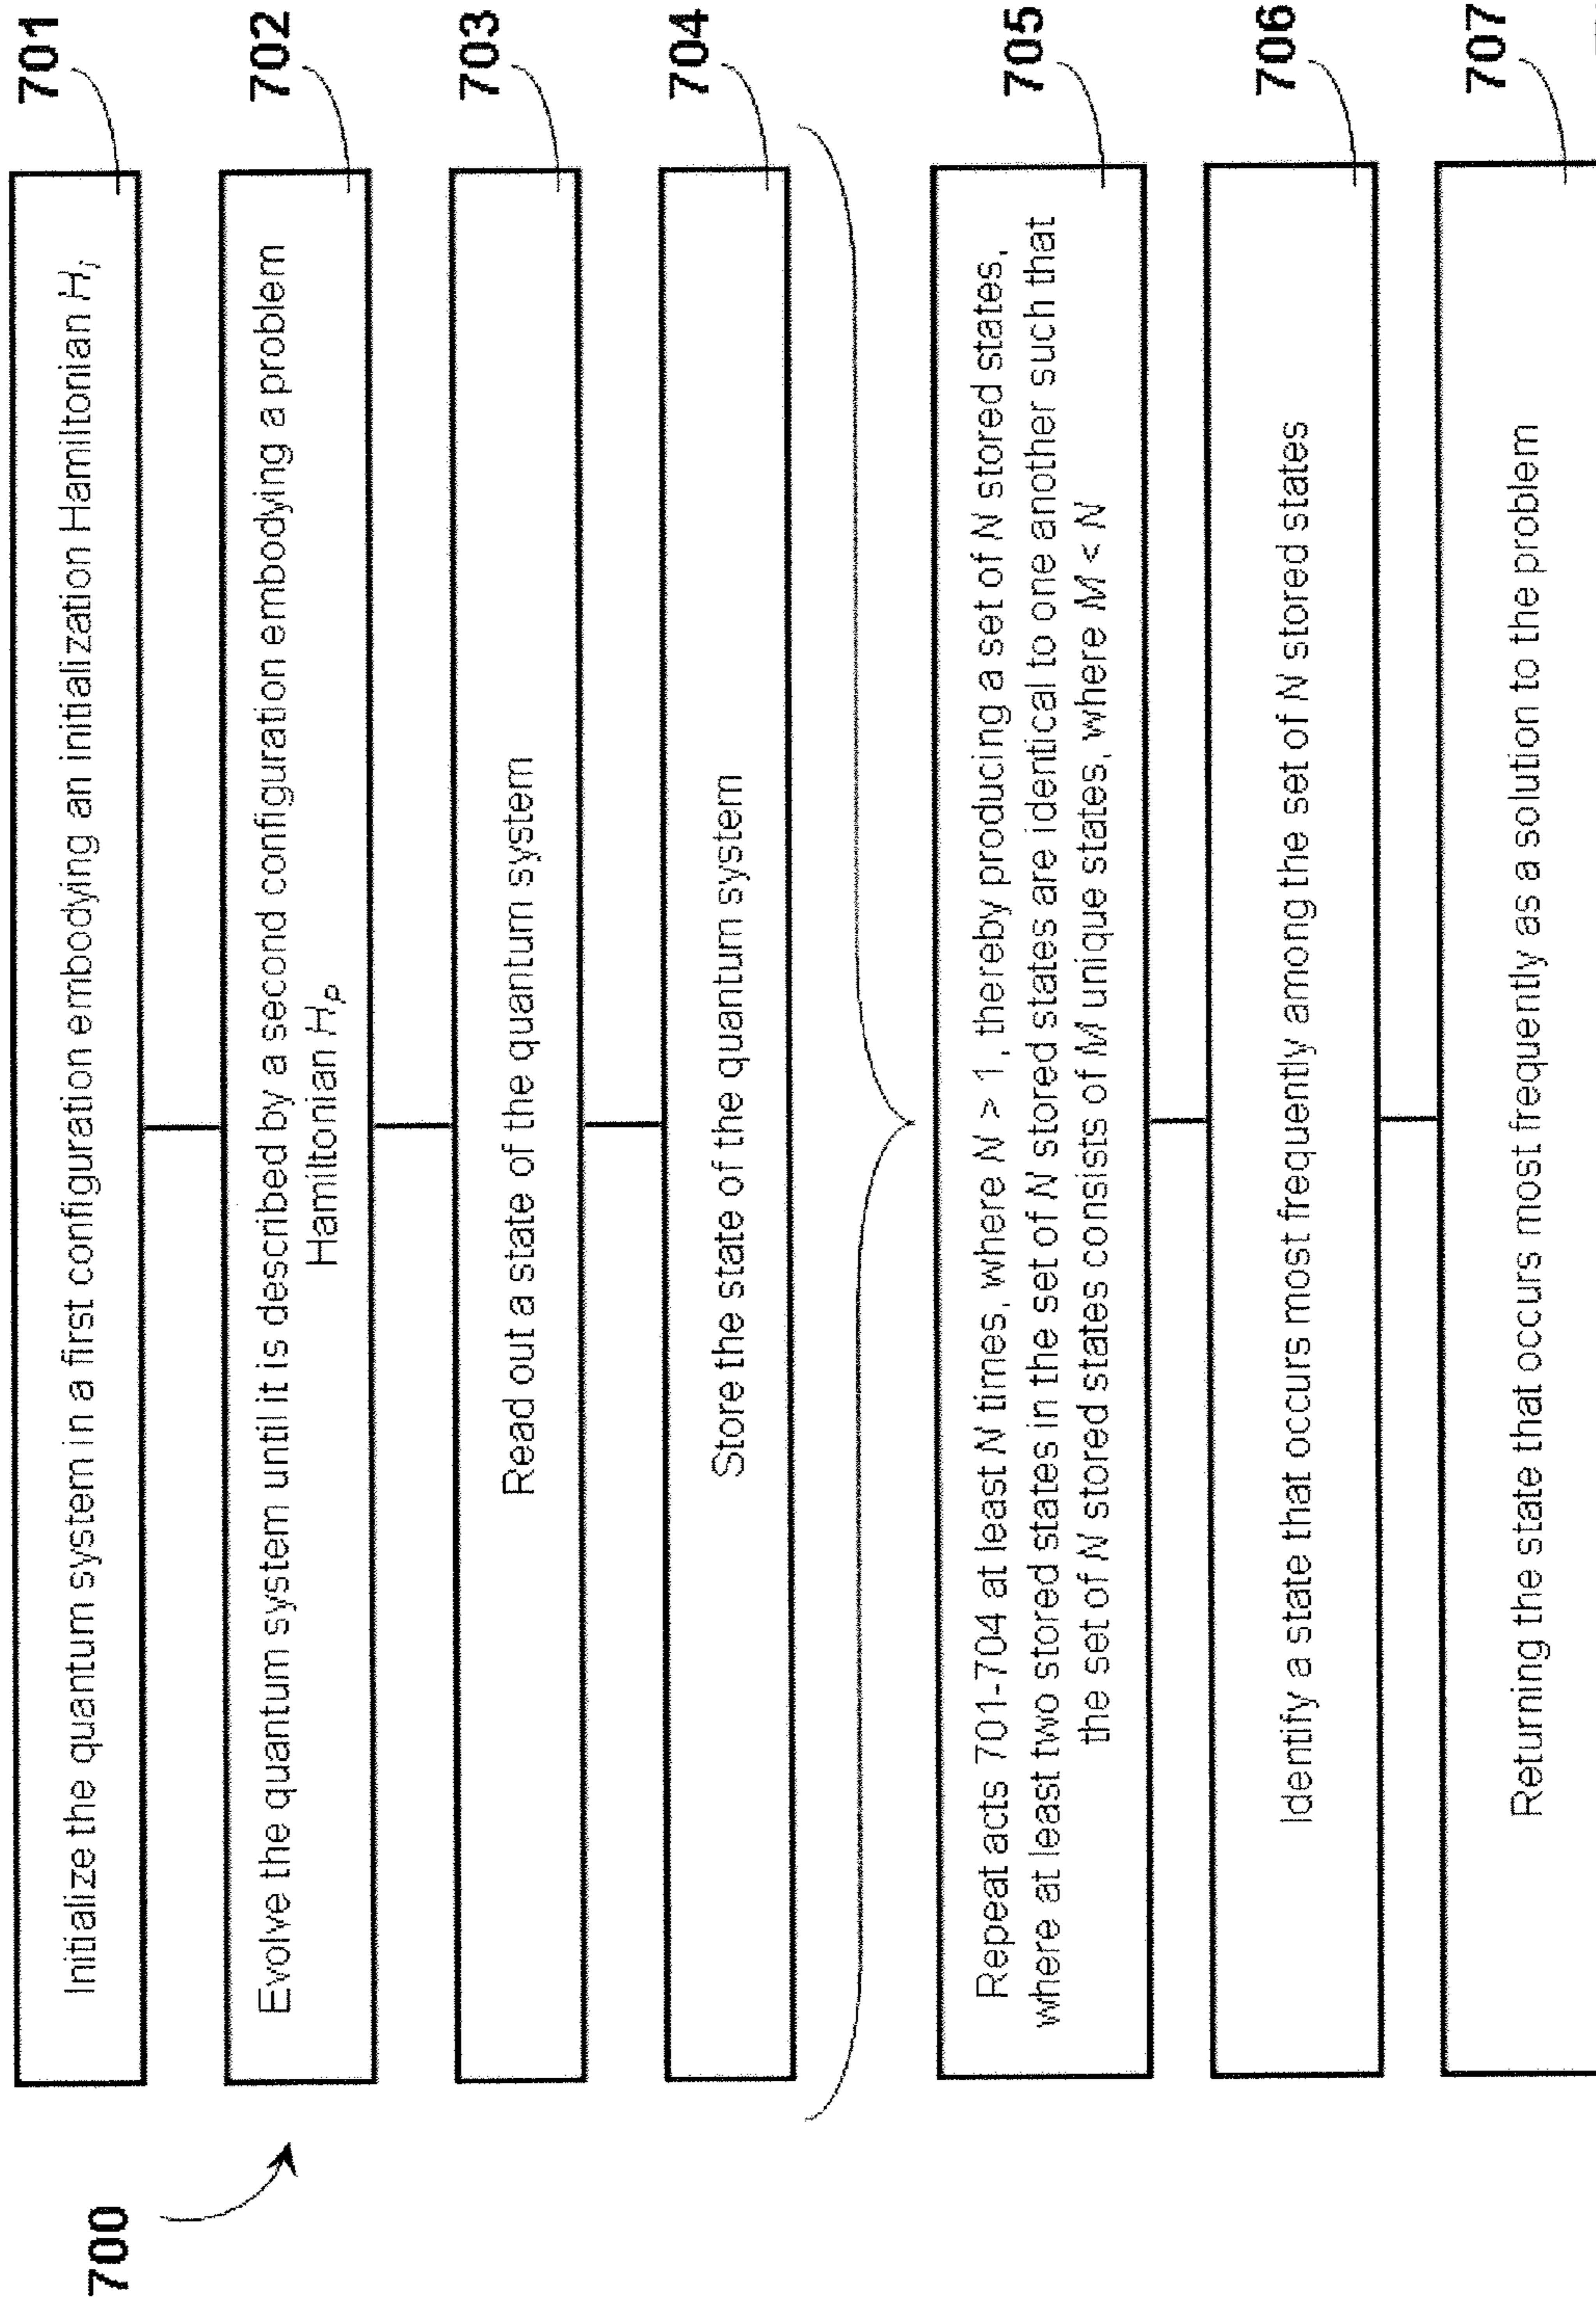 700
701
Initialize the quantum system in a first configuration embodying an initialization Hamiltonian Hi
702
Evolve the quantum system until it is described by a second configuration embodying a problem
Hamiltonian Hp
703
Read out a state of the quantum system
704
Store the state of the quantum system
705
Repeat acts 701-704 at least N times, where N > 1, thereby producing a set of N stored states,
where at least two stored states in the set of N stored states are identical to one another such that
the set of N stored states consists of M unique states, where M < N
706
Identify a state that occurs most frequently among the set of N stored states
707
Returning the state that occurs most frequently as a solution to the problem